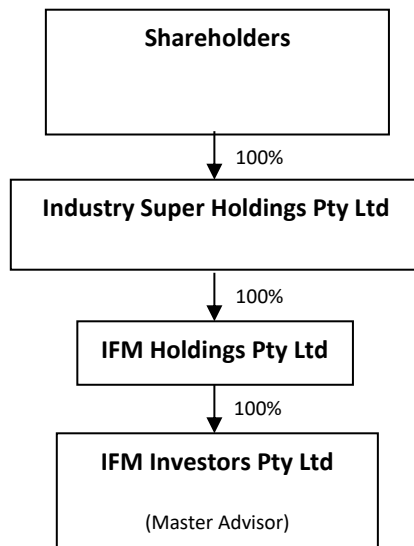 Shareholders
100%
Industry Super Holdings Pty Ltd
100%
IFM Holdings Pty Ltd
100%
IFM Investors Pty Ltd
(Master Advisor)